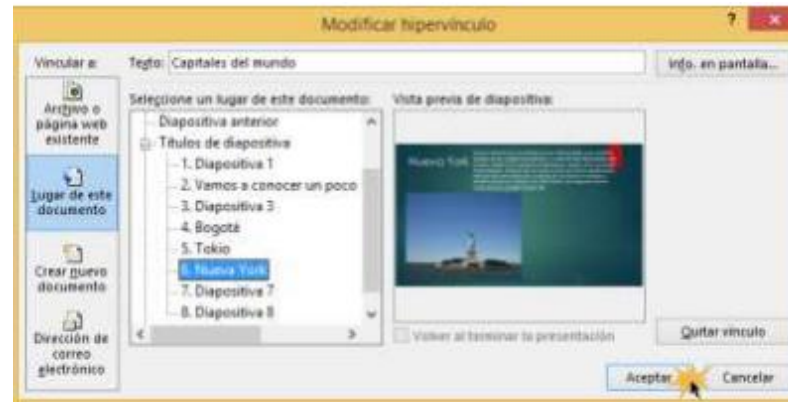 Modificar hipervínculo
?
Vincular a:
Texto: Capitales del mundo
Info. en pantalla...
Archivo o
página web
existente
Lugar de este
documento
Crear nuevo
documento
Dirección de
correo
electrónico
Seleccione un lugar de este documento:
Diapositiva anterior
Títulos de diapositiva
1. Diapositiva 1
2. Vamos a conocer un poco
3. Diapositiva 3
4. Bogotá
5. Tokio
6. Nueva York
7. Diapositiva 7
8. Diapositiva 8
Vista previa de diapositiva:
Nueva York
Volver al terminar la presentación
Quitar vínculo
Aceptar
Cancelar